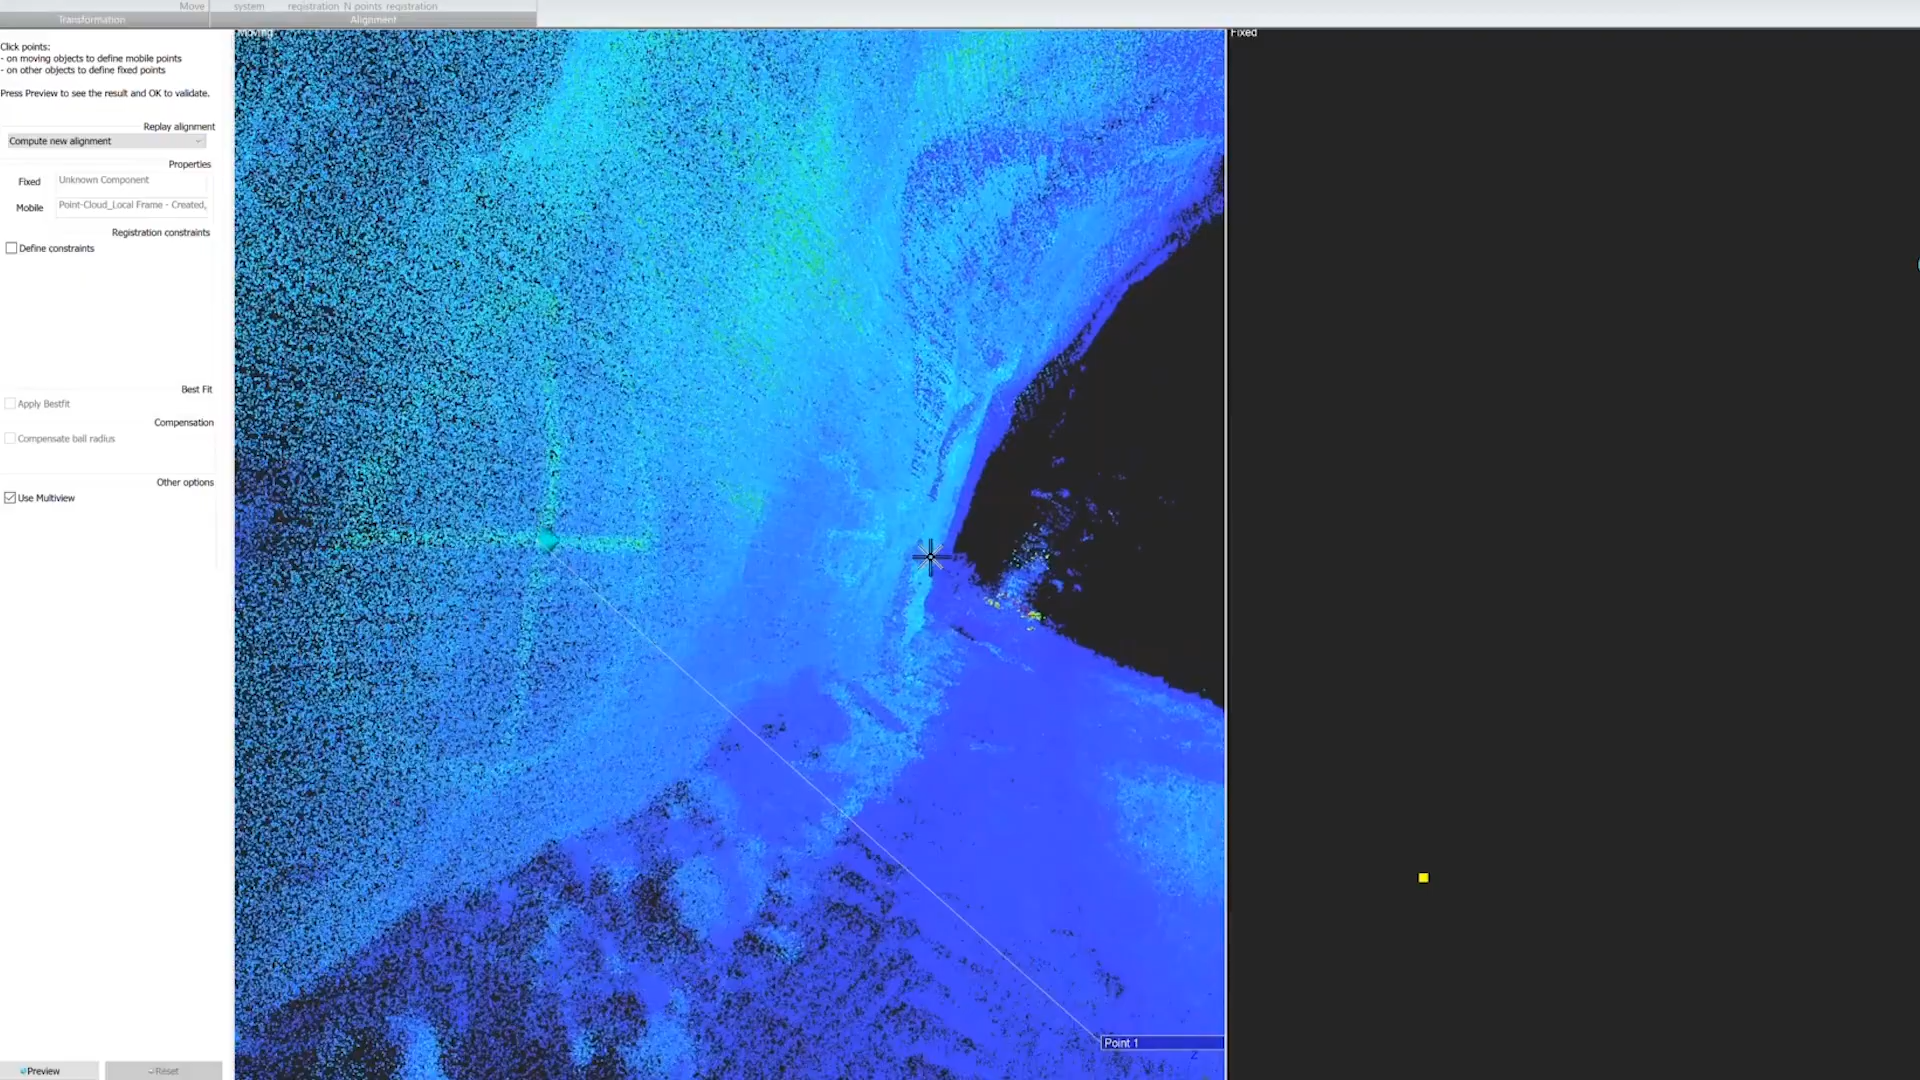 Move system registration N points registration
Transformation Alignment
Moving
Fixed
Click points:
- on moving objects to define mobile points
- on other objects to define fixed points
Press Preview to see the result and OK to validate.
Replay alignment
Compute new alignment
Properties
Fixed Unknown Component
Mobile Point-Cloud_Local Frame - Created,
Registration constraints
Define constraints
Best Fit
Apply Bestfit
Compensation
Compensate ball radius
Other options
Use Multiview
Point 1
Z
Preview Reset